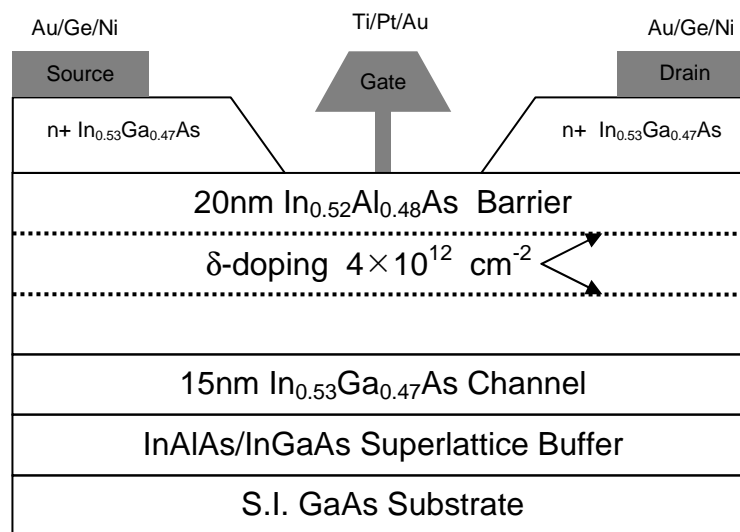 Au/Ge/Ni
Ti/Pt/Au
Au/Ge/Ni
Source
Gate
Drain
n+ In0.53Ga0.47As
n+ In0.53Ga0.47As
20nm In0.52Al0.48As Barrier
δ-doping 4×10^12 cm^-2
15nm In0.53Ga0.47As Channel
InAlAs/InGaAs Superlattice Buffer
S.I. GaAs Substrate